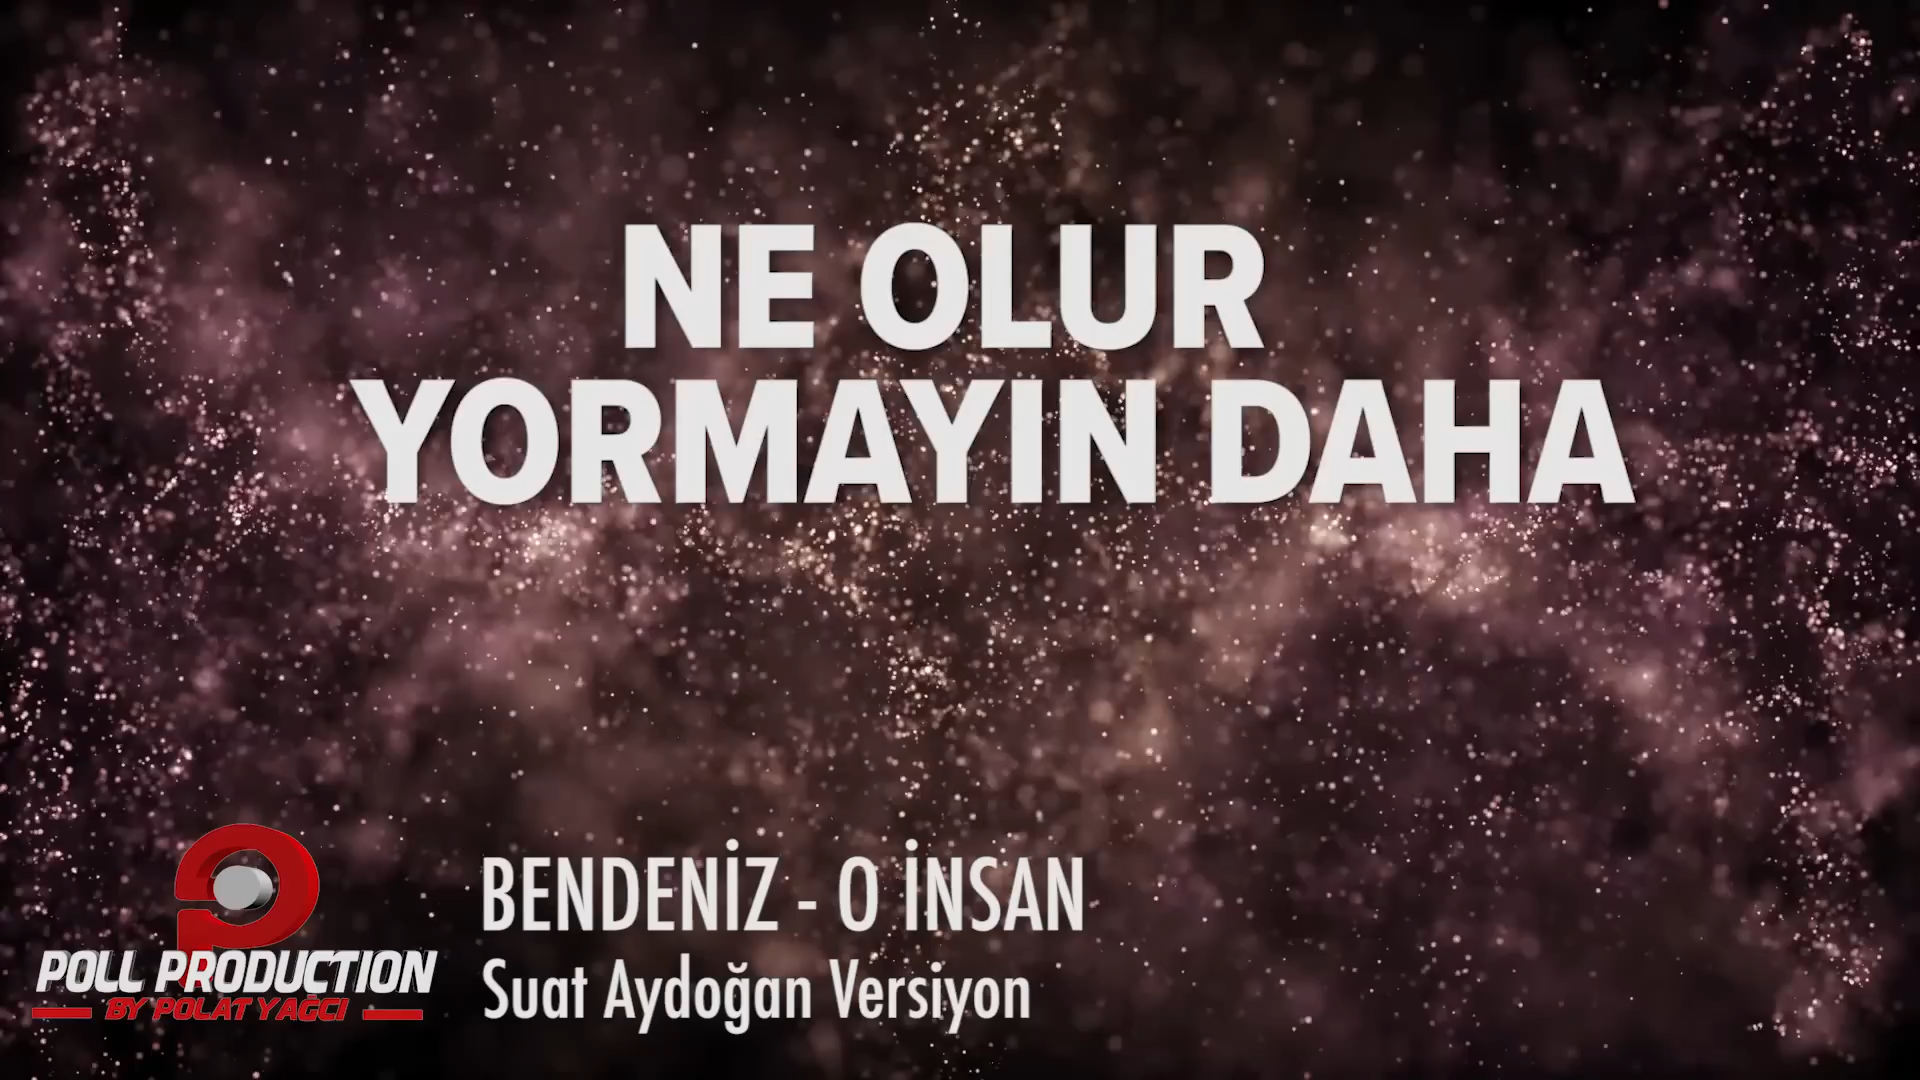 NE OLUR
YORMAYIN DAHA
BENDENİZ - O İNSAN
Suat Aydoğan Versiyon
POLL PRODUCTION
BY POLAT YAĞCI